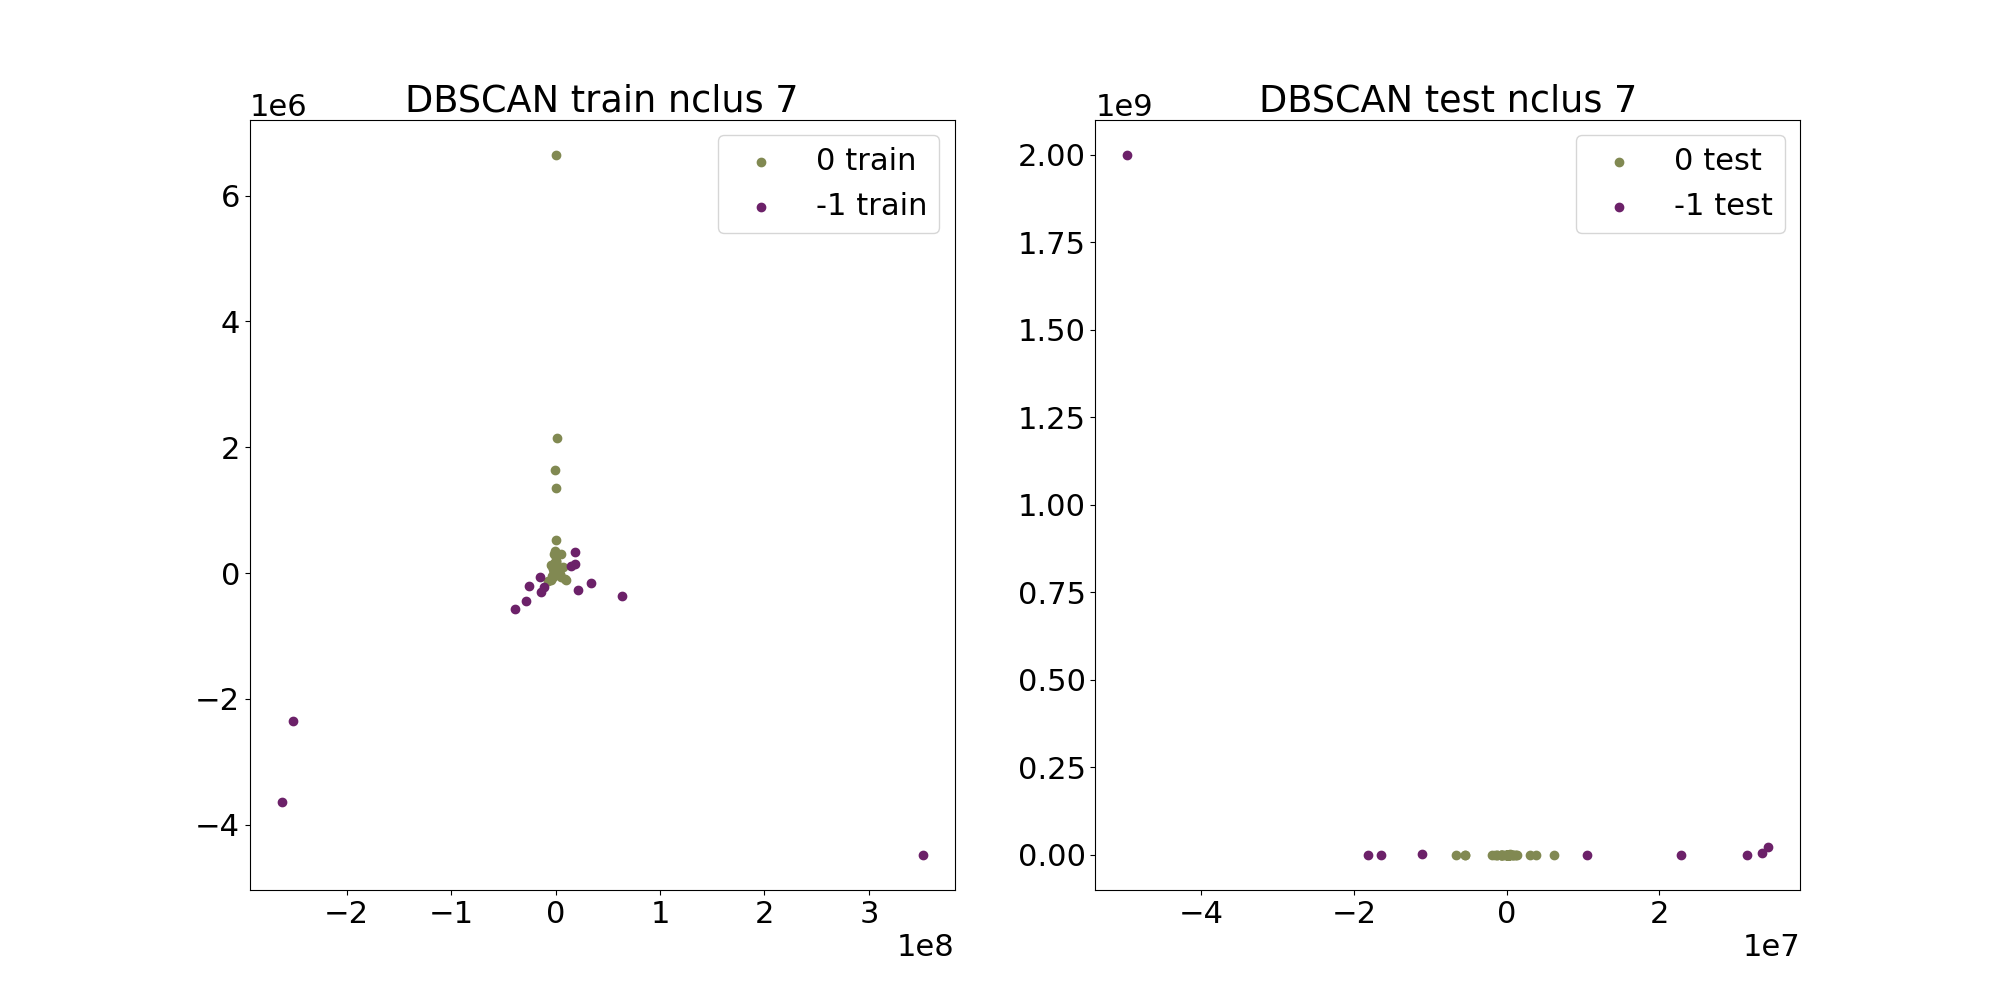 DBSCAN train nclus 7
1e6
0 train
-1 train
6
4
2
0
−2
−4
−2 −1 0 1 2 3
1e8
DBSCAN test nclus 7
1e9
0 test
-1 test
2.00
1.75
1.50
1.25
1.00
0.75
0.50
0.25
0.00
−4 −2 0 2
1e7